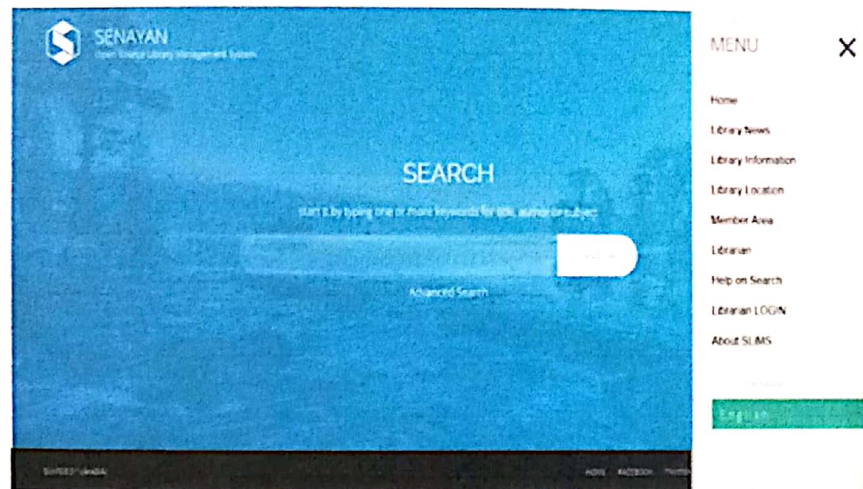 SENAYAN
Open Source Library Management System
SEARCH
start it by typing one or more keywords for title, author or subject
Advanced Search
HOME FACEBOOK
MENU X
Home
Library News
Library Information
Library Location
Member Area
Librarian
Help on Search
Librarian LOGIN
About SLiMS
English